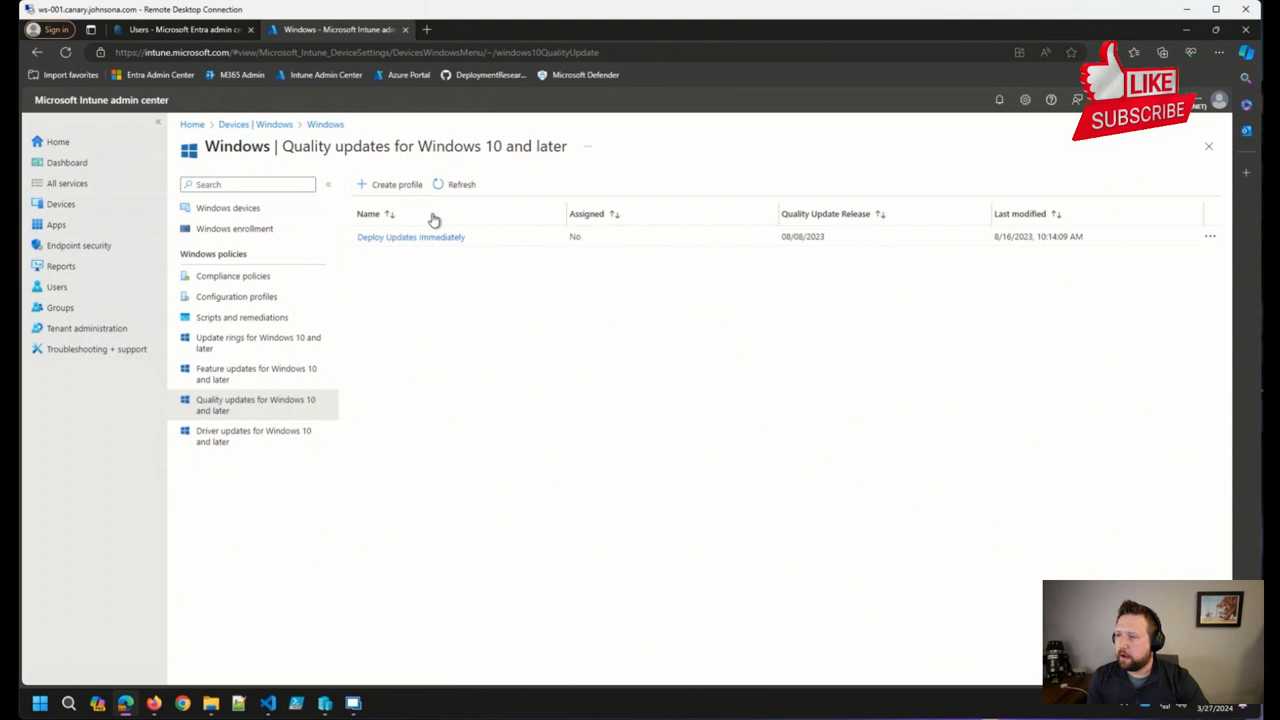 ws-001.canary.johnsona.com - Remote Desktop Connection
Sign in
Users - Microsoft Entra admin ce
Windows - Microsoft Intune adm
https://intune.microsoft.com/#view/Microsoft_Intune_DeviceSettings/DevicesWindowsMenu/~/windows10QualityUpdate
Import favorites
Entra Admin Center
M365 Admin
Intune Admin Center
Azure Portal
DeploymentResear...
Microsoft Defender
LIKE
SUBSCRIBE
Microsoft Intune admin center
.NET)
Home
Dashboard
All services
Devices
Apps
Endpoint security
Reports
Users
Groups
Tenant administration
Troubleshooting + support
Home > Devices | Windows > Windows
Windows | Quality updates for Windows 10 and later
...
Search
Windows devices
Windows enrollment
Windows policies
Compliance policies
Configuration profiles
Scripts and remediations
Update rings for Windows 10 and
later
Feature updates for Windows 10
and later
Quality updates for Windows 10
and later
Driver updates for Windows 10
and later
Create profile
Refresh
Name
Assigned
Quality Update Release
Last modified
Deploy Updates Immediately
No
08/08/2023
8/16/2023, 10:14:09 AM
3/27/2024